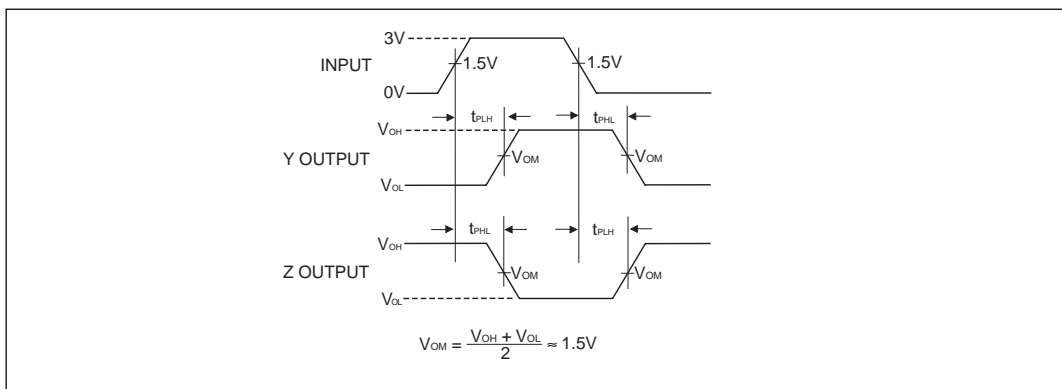 3V
INPUT
1.5V 1.5V
0V
tPLH tPHL
VOH
Y OUTPUT
VOM VOM
VOL
tPHL tPLH
VOH
Z OUTPUT
VOM VOM
VOL
VOM = VOH + VOL / 2 ≈ 1.5V